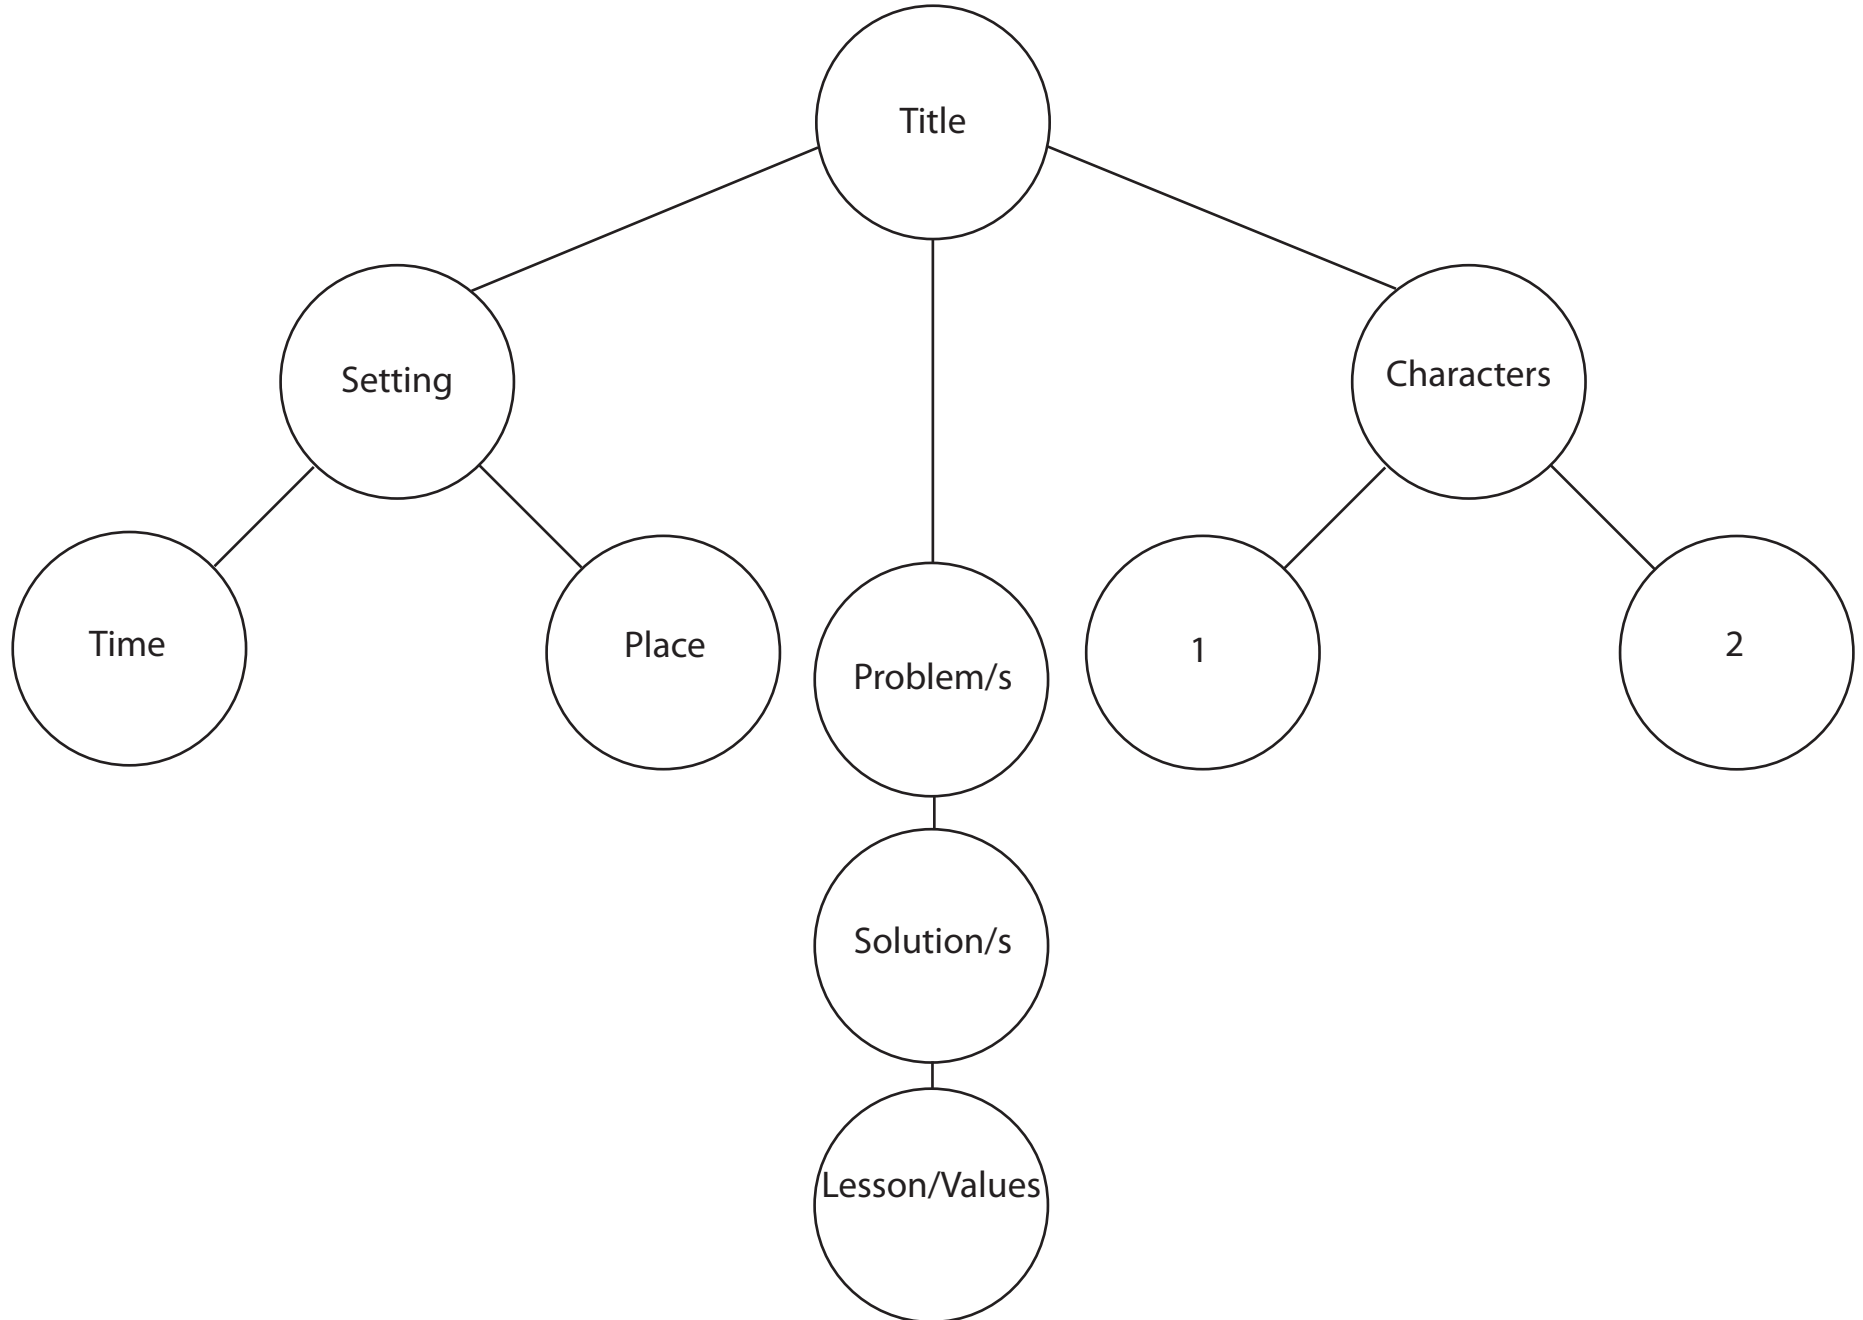 Title
Setting
Characters
Time
Place
Problem/s
1
2
Solution/s
Lesson/Values